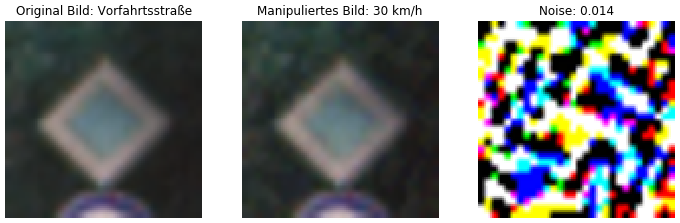 Original Bild: Vorfahrtsstraße
Manipuliertes Bild: 30 km/h
Noise: 0.014